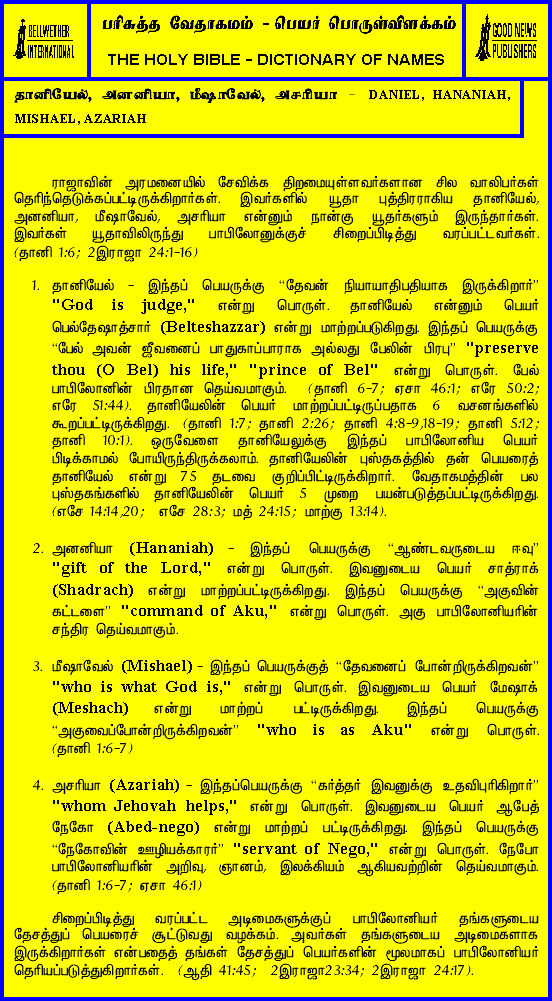 BELLWETHER
INTERNATIONAL
பரிசுத்த வேதாகமம் - பெயர் பொருள்விளக்கம்
THE HOLY BIBLE - DICTIONARY OF NAMES
GOOD NEWS
PUBLISHERS
தானியேல், அனனியா, மீஷாவேல், அசரியா - DANIEL, HANANIAH,
MISHAEL, AZARIAH
ராஜாவின் அரமனையில் சேவிக்க திறமையுள்ளவர்களான சில வாலிபர்கள்
தெரிந்தெடுக்கப்பட்டிருக்கிறார்கள். இவர்களில் யூதா புத்திரராகிய தானியேல்,
அனனியா, மீஷாவேல், அசரியா என்னும் நான்கு யூதர்களும் இருந்தார்கள்.
இவர்கள் யூதாவிலிருந்து பாபிலோனுக்குச் சிறைப்பிடித்து வரப்பட்டவர்கள்.
(தானி 1:6; 2இராஜா 24:1-16)
1. தானியேல் - இந்தப் பெயருக்கு “தேவன் நியாயாதிபதியாக இருக்கிறார்”
"God is judge," என்று பொருள். தானியேல் என்னும் பெயர்
பெல்தேஷாத்சார் (Belteshazzar) என்று மாற்றப்படுகிறது. இந்தப் பெயருக்கு
“பேல் அவன் ஜீவனைப் பாதுகாப்பாராக அல்லது பேலின் பிரபு” "preserve
thou (O Bel) his life," "prince of Bel" என்று பொருள். பேல்
பாபிலோனின் பிரதான தெய்வமாகும். (தானி 6-7; ஏசா 46:1; எரே 50:2;
எரே 51:44). தானியேலின் பெயர் மாற்றப்பட்டிருப்பதாக 6 வசனங்களில்
கூறப்பட்டிருக்கிறது. (தானி 1:7; தானி 2:26; தானி 4:8-9,18-19; தானி 5:12;
தானி 10:1). ஒருவேளை தானியேலுக்கு இந்தப் பாபிலோனிய பெயர்
பிடிக்காமல் போயிருந்திருக்கலாம். தானியேலின் புஸ்தகத்தில் தன் பெயரைத்
தானியேல் என்று 75 தடவை குறிப்பிட்டிருக்கிறார். வேதாகமத்தின் பல
புஸ்தகங்களில் தானியேலின் பெயர் 5 முறை பயன்படுத்தப்பட்டிருக்கிறது.
(எசே 14:14,20; எசே 28:3; மத் 24:15; மாற்கு 13:14).
2. அனனியா (Hananiah) - இந்தப் பெயருக்கு “ஆண்டவருடைய ஈவு”
"gift of the Lord," என்று பொருள். இவனுடைய பெயர் சாத்ராக்
(Shadrach) என்று மாற்றப்பட்டிருக்கிறது. இந்தப் பெயருக்கு “அகுவின்
கட்டளை” "command of Aku," என்று பொருள். அகு பாபிலோனியரின்
சந்திர தெய்வமாகும்.
3. மீஷாவேல் (Mishael) - இந்தப் பெயருக்குத் “தேவனைப் போன்றிருக்கிறவன்”
"who is what God is," என்று பொருள். இவனுடைய பெயர் மேஷாக்
(Meshach) என்று மாற்றப் பட்டிருக்கிறது. இந்தப் பெயருக்கு
“அகுவைப்போன்றிருக்கிறவன்” "who is as Aku" என்று பொருள்.
(தானி 1:6-7)
4. அசரியா (Azariah) - இந்தப்பெயருக்கு “கர்த்தர் இவனுக்கு உதவிபுரிகிறார்”
"whom Jehovah helps," என்று பொருள். இவனுடைய பெயர் ஆபேத்
நேகோ (Abed-nego) என்று மாற்றப் பட்டிருக்கிறது. இந்தப் பெயருக்கு
“நேகோவின் ஊழியக்காரர்” "servant of Nego," என்று பொருள். நேபோ
பாபிலோனியரின் அறிவு, ஞானம், இலக்கியம் ஆகியவற்றின் தெய்வமாகும்.
(தானி 1:6-7; ஏசா 46:1)
சிறைப்பிடித்து வரப்பட்ட அடிமைகளுக்குப் பாபிலோனியர் தங்களுடைய
தேசத்துப் பெயரைச் சூட்டுவது வழக்கம். அவர்கள் தங்களுடைய அடிமைகளாக
இருக்கிறார்கள் என்பதைத் தங்கள் தேசத்துப் பெயர்களின் மூலமாகப் பாபிலோனியர்
தெரியப்படுத்துகிறார்கள். (ஆதி 41:45; 2இராஜா23:34; 2இராஜா 24:17).